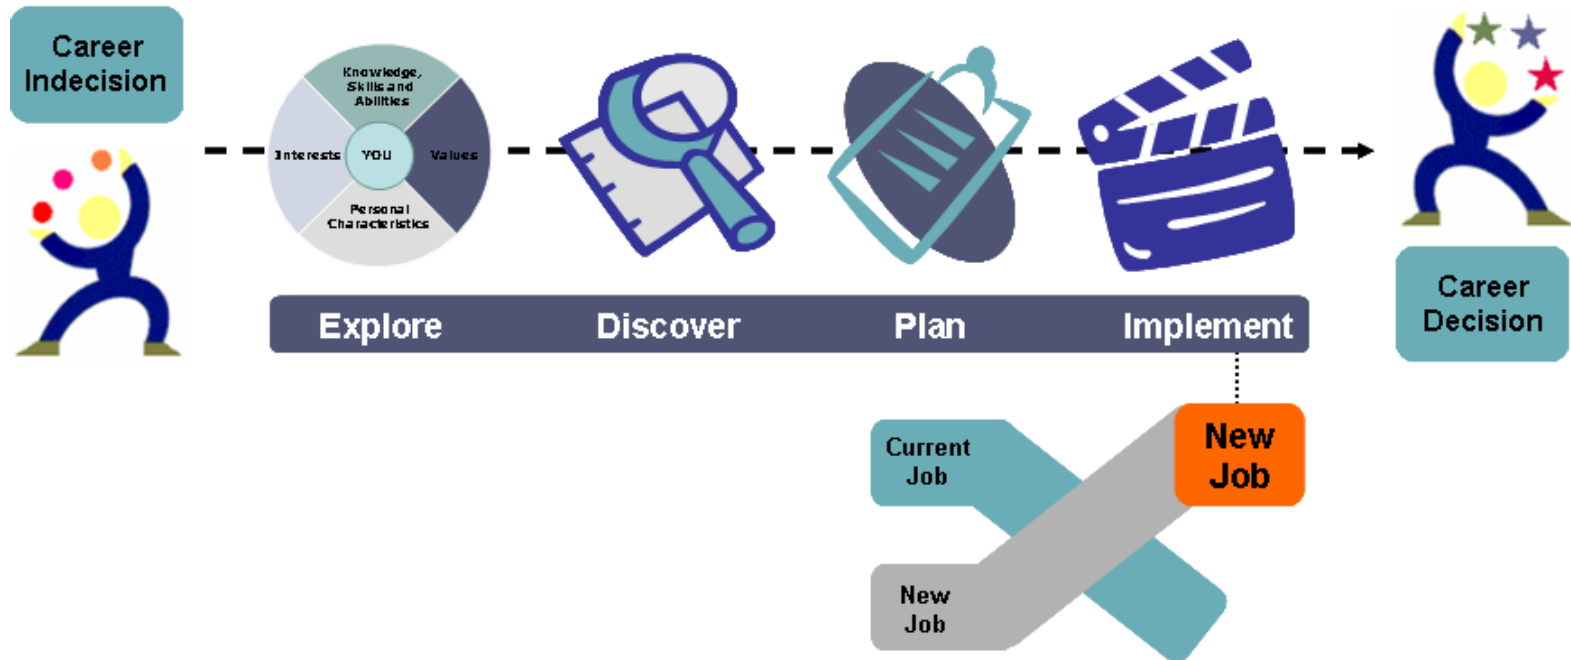 Career
Indecision
Knowledge,
Skills and
Abilities
Interests
YOU
Values
Personal
Characteristics
Explore
Discover
Plan
Implement
Career
Decision
Current
Job
New
Job
New
Job